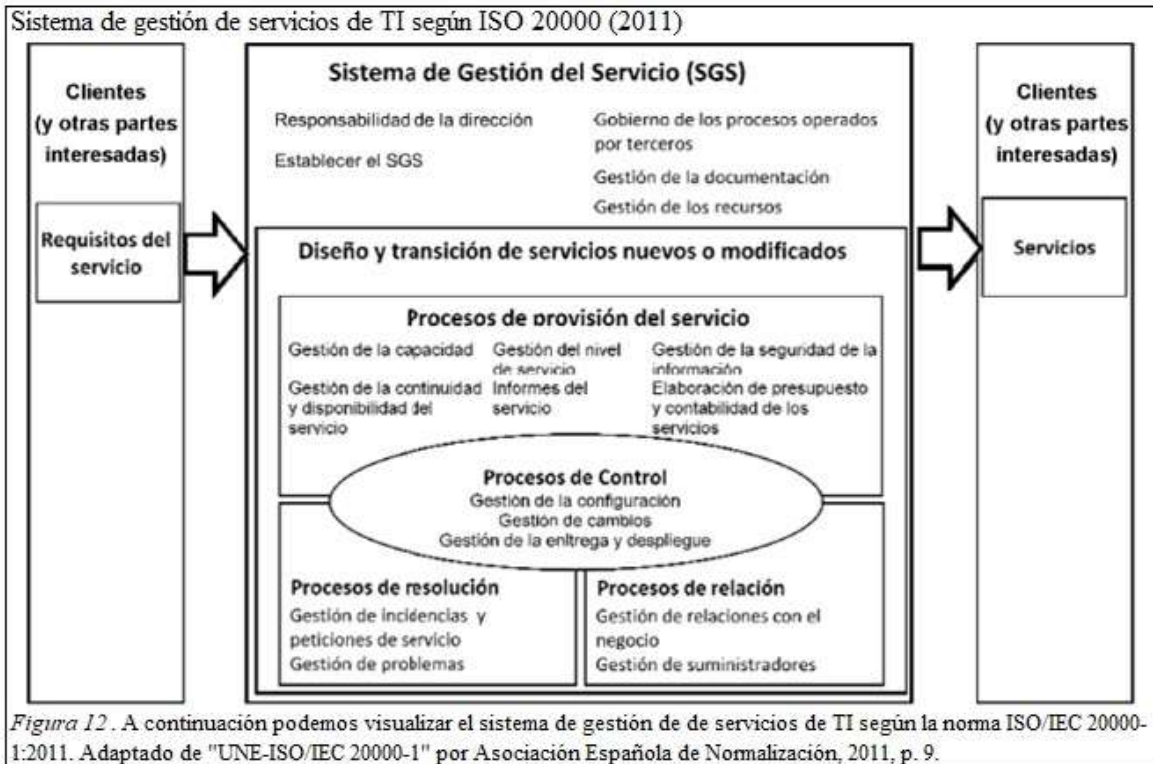 Sistema de gestión de servicios de TI según ISO 20000 (2011)
Clientes
(y otras partes
interesadas)
Requisitos del
servicio
Sistema de Gestión del Servicio (SGS)
Responsabilidad de la dirección
Establecer el SGS
Gobierno de los procesos operados
por terceros
Gestión de la documentación
Gestión de los recursos
Diseño y transición de servicios nuevos o modificados
Procesos de provisión del servicio
Gestión de la capacidad
Gestión del nivel
de servicio
Gestión de la seguridad de la
información
Gestión de la continuidad
y disponibilidad del
servicio
Informes del
servicio
Elaboración de presupuesto
y contabilidad de los
servicios
Procesos de Control
Gestión de la configuración
Gestión de cambios
Gestión de la enltrega y despliegue
Procesos de resolución
Gestión de incidencias y
peticiones de servicio
Gestión de problemas
Procesos de relación
Gestión de relaciones con el
negocio
Gestión de suministradores
Clientes
(y otras partes
interesadas)
Servicios
Figura 12 . A continuación podemos visualizar el sistema de gestión de de servicios de TI según la norma ISO/IEC 20000-
1:2011. Adaptado de "UNE-ISO/IEC 20000-1" por Asociación Española de Normalización, 2011, p. 9.